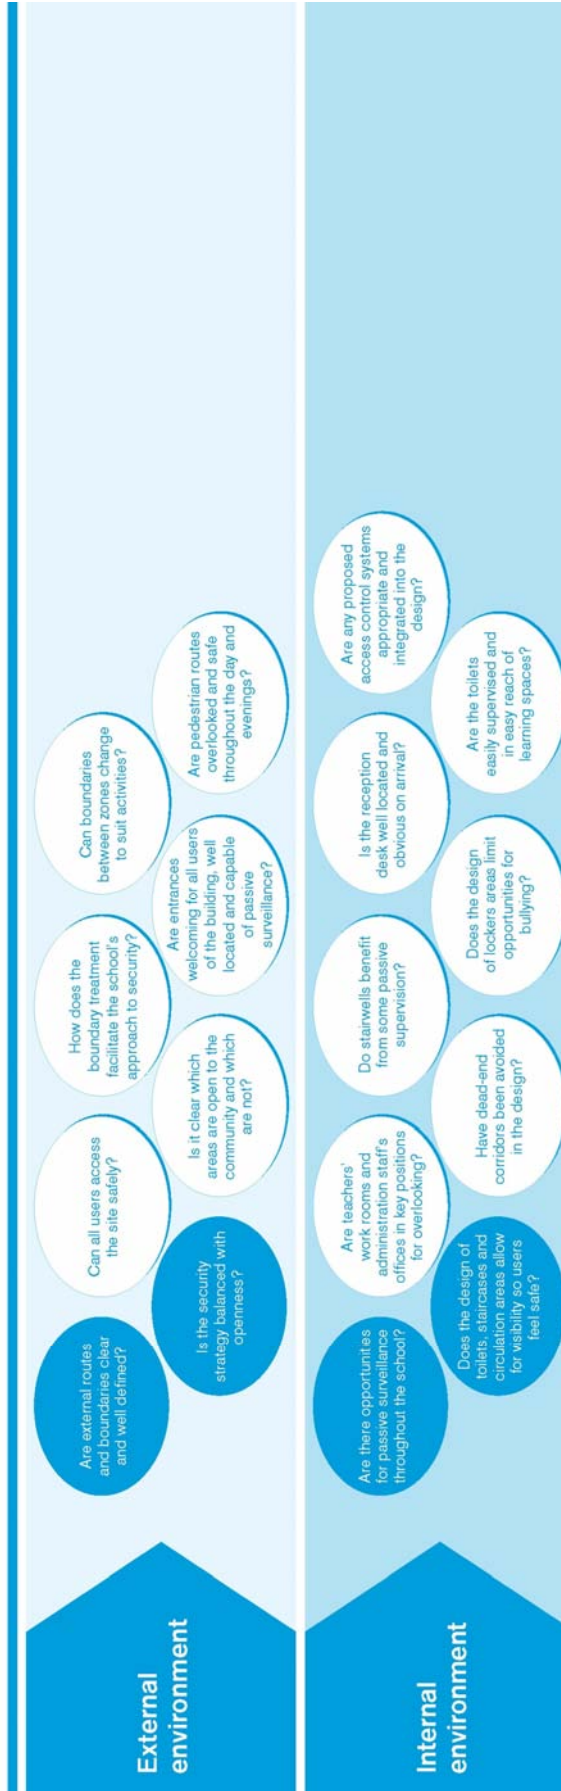 External
environment
Are external routes
and boundaries clear
and well defined?
Can all users access
the site safely?
How does the
boundary treatment
facilitate the school's
approach to security?
Can boundaries
between zones change
to suit activities?
Is the security
strategy balanced with
openness?
Is it clear which
areas are open to the
community and which
are not?
Are entrances
welcoming for all users
of the building, well
located and capable
of passive
surveillance?
Are pedestrian routes
overlooked and safe
throughout the day and
evenings?
Internal
environment
Are there opportunites
for passive surveillance
throughout the school?
Are teachers'
work rooms and
administration staff's
offices in key positions
for overlooking?
Do stairwells benefit
from some passive
supervision?
Is the reception
desk well located and
obvious on arrival?
Are any proposed
access control systems
appropriate and
integrated into the
design?
Does the design of
toilets, staircases and
circulation areas allow
for visibility so users
feel safe?
Have dead-end
corridors been avoided
in the design?
Does the design
of lockers areas limit
opportunities for
bullying?
Are the toilets
easily supervised and
in easy reach of
learning spaces?